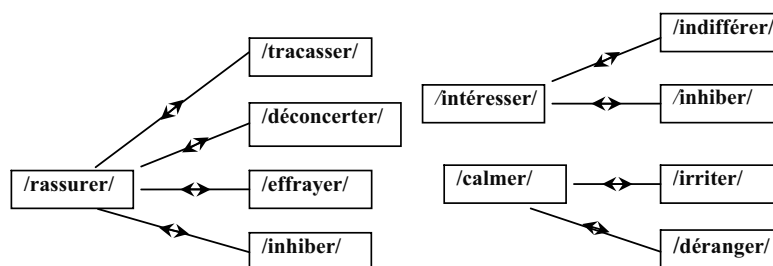 /tracasser/
/déconcerter/
/rassurer/
/effrayer/
/inhiber/
/indifférer/
/intéresser/
/inhiber/
/calmer/
/irriter/
/déranger/